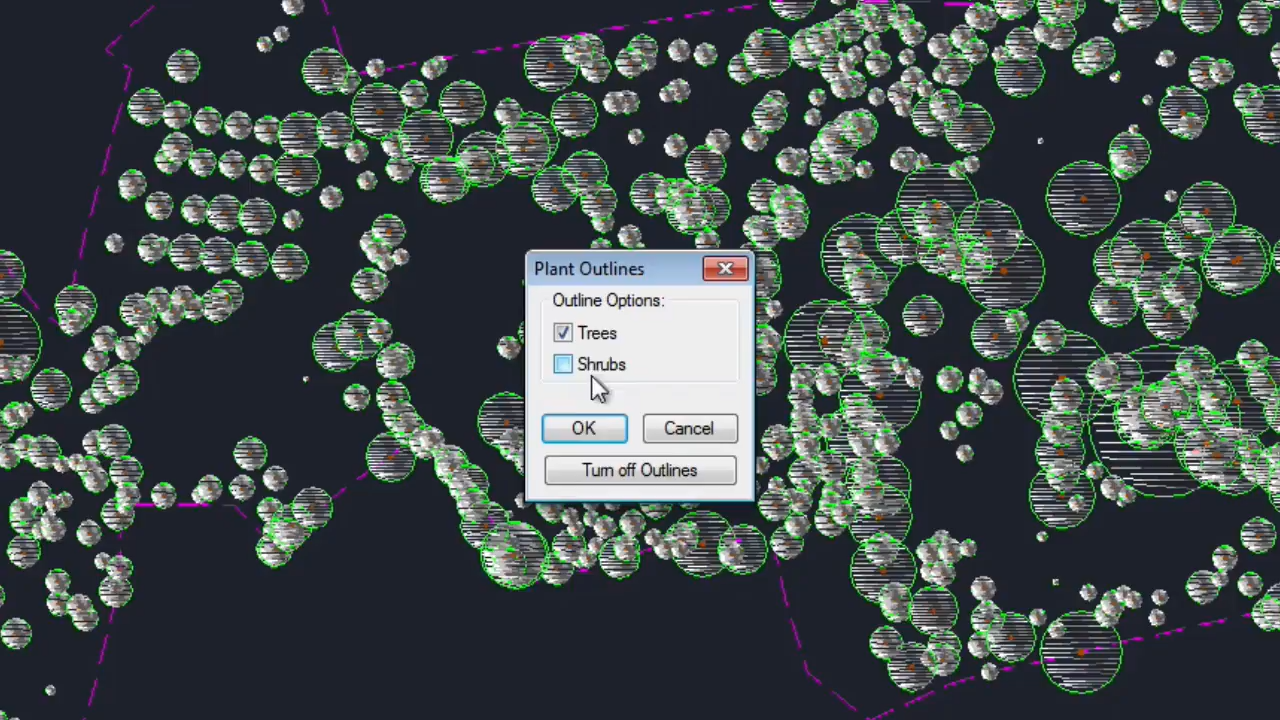 Plant Outlines
Outline Options:
Trees
Shrubs
OK
Cancel
Turn off Outlines